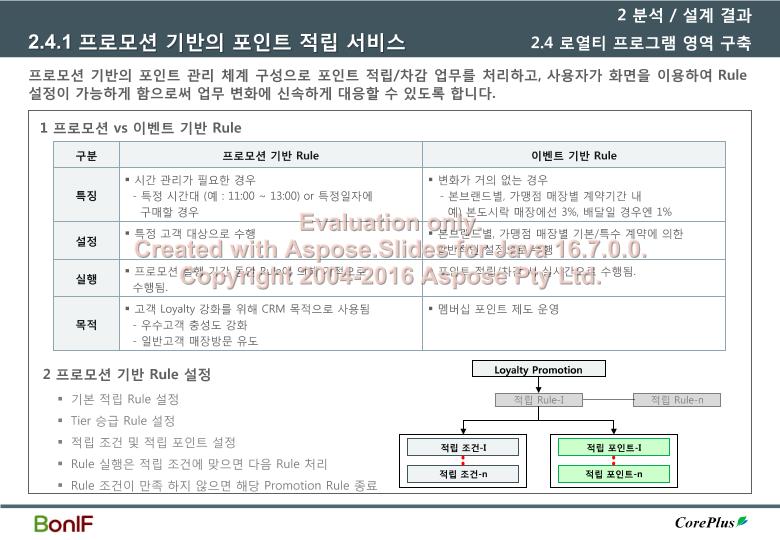 2 분석 / 설계 결과
2.4.1 프로모션 기반의 포인트 적립 서비스
2.4 로열티 프로그램 영역 구축
프로모션 기반의 포인트 관리 체계 구성으로 포인트 적립/차감 업무를 처리하고, 사용자가 화면을 이용하여 Rule
설정이 가능하게 함으로써 업무 변화에 신속하게 대응할 수 있도록 합니다.
1 프로모션 vs 이벤트 기반 Rule
구분 프로모션 기반 Rule 이벤트 기반 Rule
특징
▪ 시간 관리가 필요한 경우
- 특정 시간대 (예 : 11:00 ~ 13:00) or 특정일자에
구매할 경우
▪ 변화가 거의 없는 경우
- 본브랜드별, 가맹점 매장별 계약기간 내
예) 본도시락 매장에선 3%, 배달일 경우엔 1%
설정
▪ 특정 고객 대상으로 수행
▪ 본브랜드별, 가맹점 매장별 기본/특수 계약에 의한
실행
▪ 프로모션 실행 기간 동안 Rule에 의해
수행됨.
포인트 적립/차감 시 실시간으로 수행됨.
목적
▪ 고객 Loyalty 강화를 위해 CRM 목적으로 사용됨
- 우수고객 충성도 강화
- 일반고객 매장방문 유도
▪ 멤버십 포인트 제도 운영
Evaluation only.
Created with Aspose.Slides for Java 16.7.0.0.
Copyright 2004-2016 Aspose Pty Ltd.
2 프로모션 기반 Rule 설정
▪ 기본 적립 Rule 설정
▪ Tier 승급 Rule 설정
▪ 적립 조건 및 적립 포인트 설정
▪ Rule 실행은 적립 조건에 맞으면 다음 Rule 처리
▪ Rule 조건이 만족 하지 않으면 해당 Promotion Rule 종료
Loyalty Promotion
적립 Rule-I 적립 Rule-n
적립 조건-I 적립 포인트-I
적립 조건-n 적립 포인트-n
BonIF
CorePlus